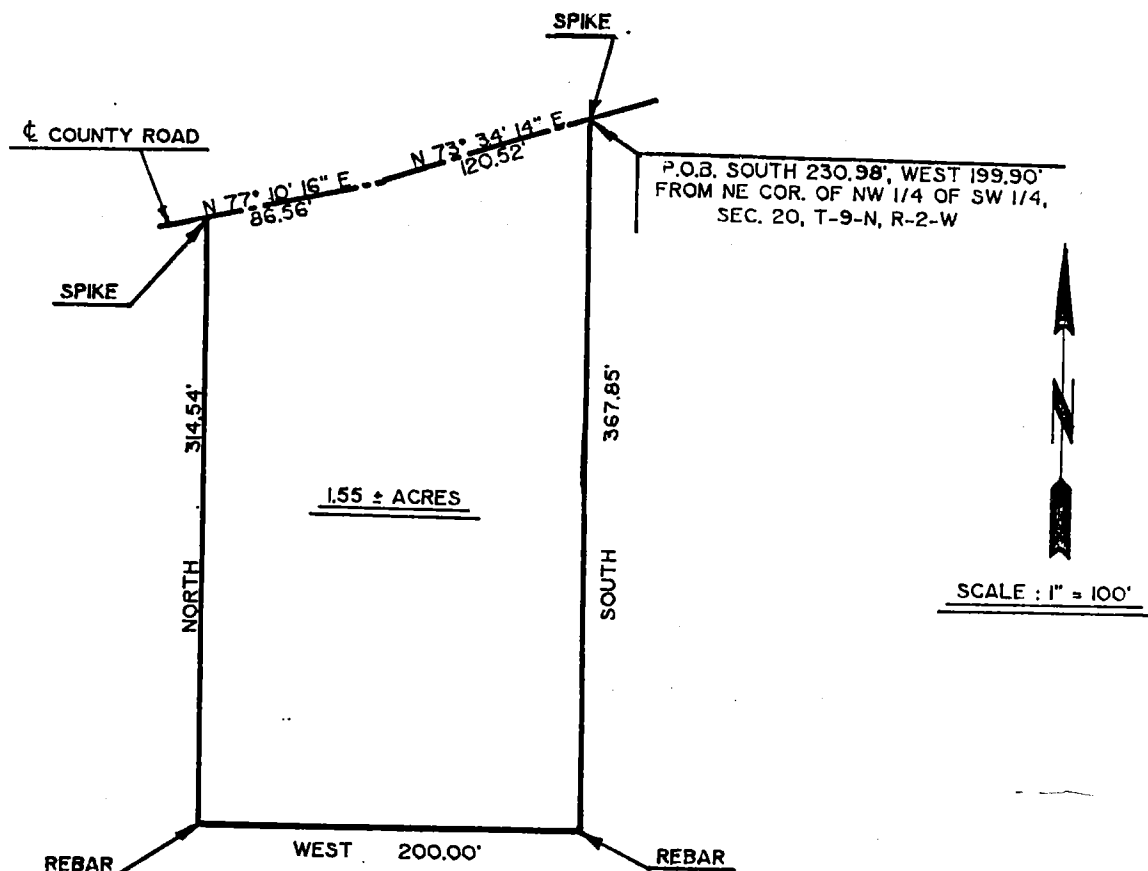 SPIKE
℄ COUNTY ROAD
N 73° 34' 14" E
120.52'
N 77° 10' 16" E
86.56'
P.O.B. SOUTH 230.98', WEST 199.90'
FROM NE COR. OF NW 1/4 OF SW 1/4,
SEC. 20, T-9-N, R-2-W
SPIKE
314.54'
367.85'
N
1.55 ± ACRES
NORTH
SOUTH
SCALE : 1" = 100'
WEST 200.00'
REBAR
REBAR